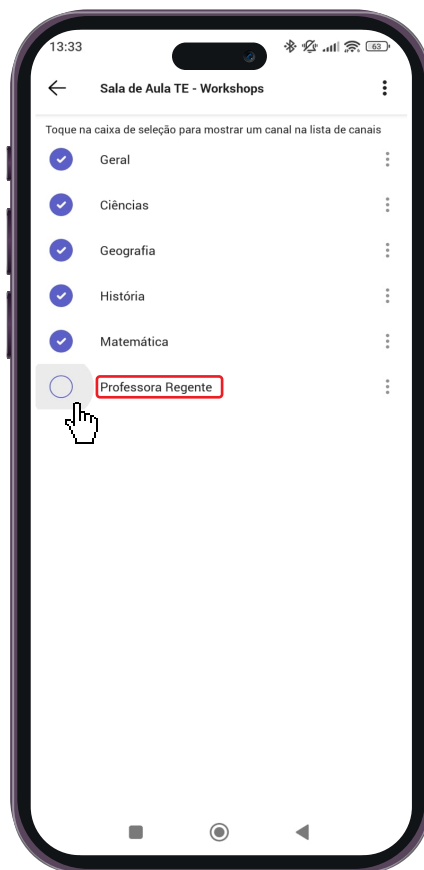 13:33
63
Sala de Aula TE - Workshops
Toque na caixa de seleção para mostrar um canal na lista de canais
Geral
Ciências
Geografia
História
Matemática
Professora Regente